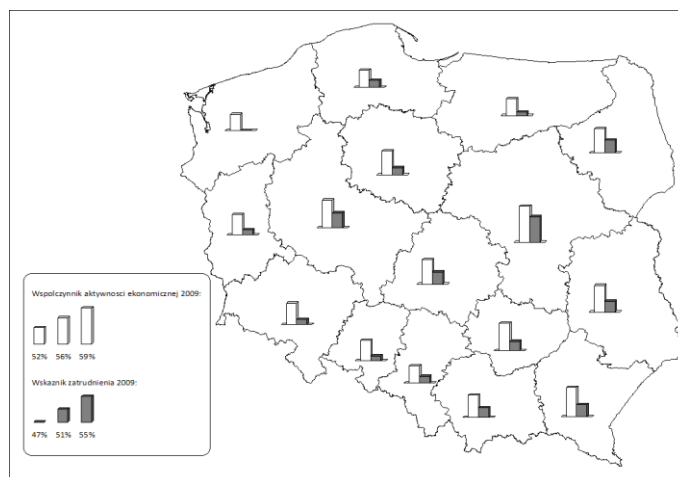 Wspolczynnik aktywnosci ekonomicznej 2009:
52% 56% 59%
Wskaznik zatrudnienia 2009:
47% 51% 55%